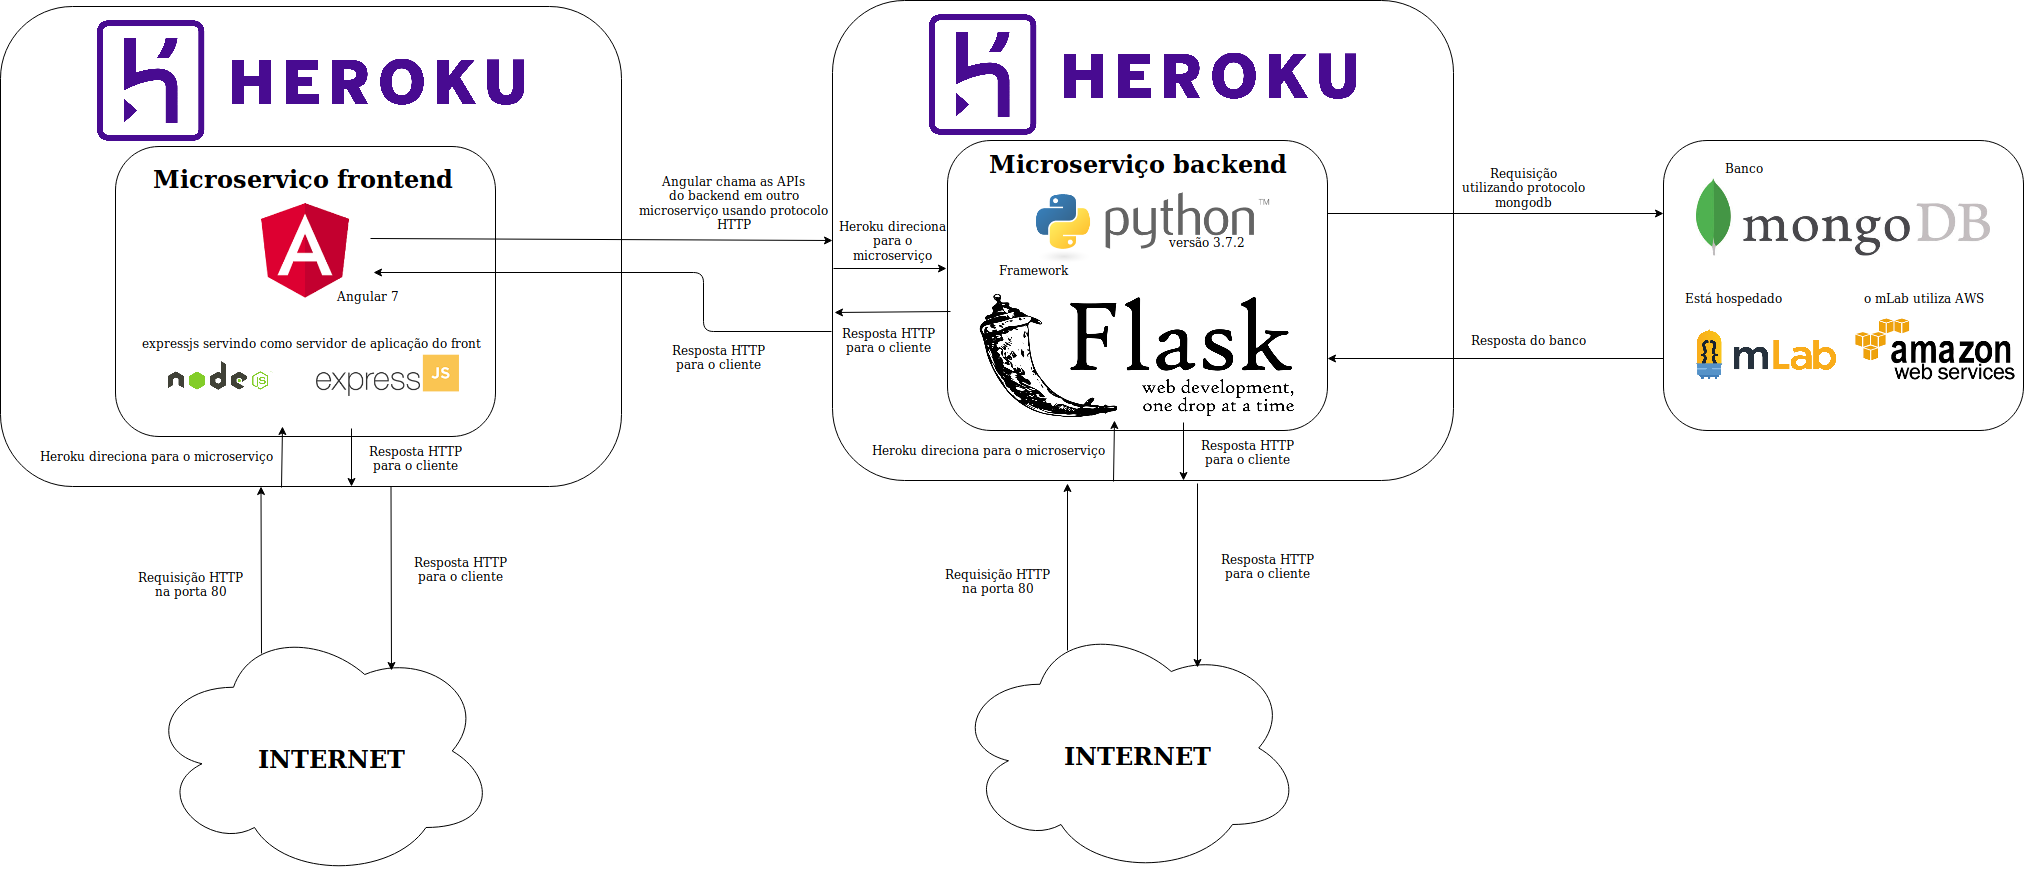 HEROKU
Microservico frontend
Angular 7
expressjs servindo como servidor de aplicação do front
node JS
express JS
Heroku direciona para o microserviço
Resposta HTTP
para o cliente
Requisição HTTP
na porta 80
Resposta HTTP
para o cliente
INTERNET
Angular chama as APIs
do backend em outro
microserviço usando protocolo
HTTP
Resposta HTTP
para o cliente
HEROKU
Microserviço backend
python ™
versão 3.7.2
Heroku direciona
para o
microserviço
Framework
Flask
web development,
one drop at a time
Resposta HTTP
para o cliente
Heroku direciona para o microserviço
Resposta HTTP
para o cliente
Requisição HTTP
na porta 80
Resposta HTTP
para o cliente
INTERNET
Requisição
utilizando protocolo
mongodb
Resposta do banco
Banco
mongoDB
Está hospedado
o mLab utiliza AWS
mLab
amazon
web services